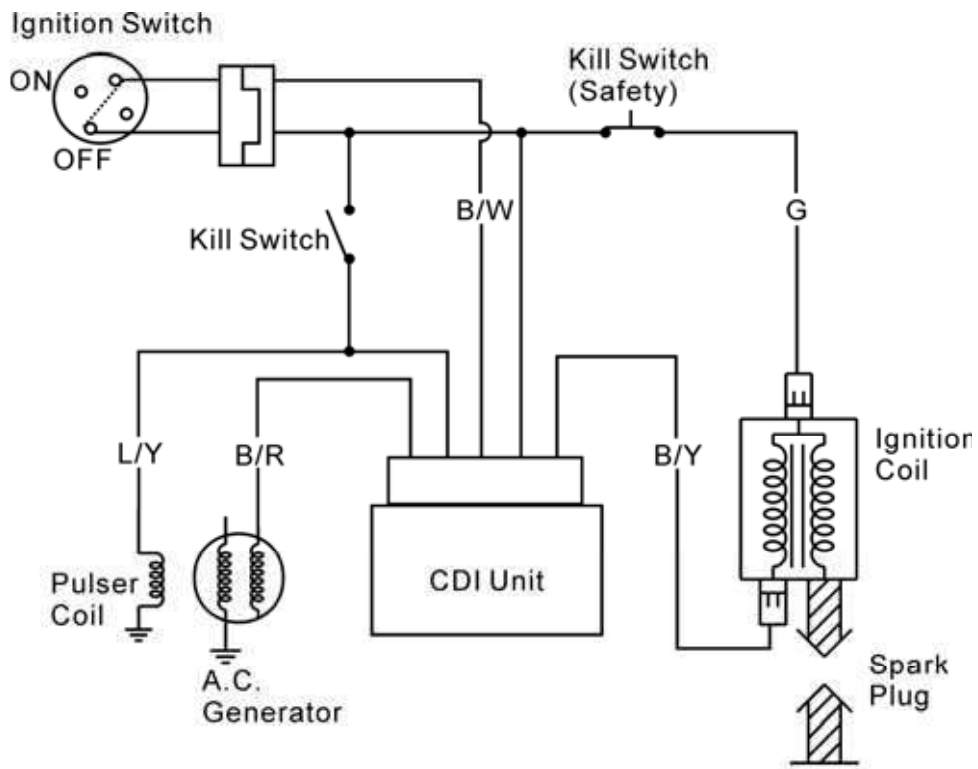 Ignition Switch
ON
OFF
Kill Switch
(Safety)
B/W
G
Kill Switch
L/Y
B/R
B/Y
Ignition
Coil
Pulser
Coil
CDI Unit
A.C.
Generator
Spark
Plug